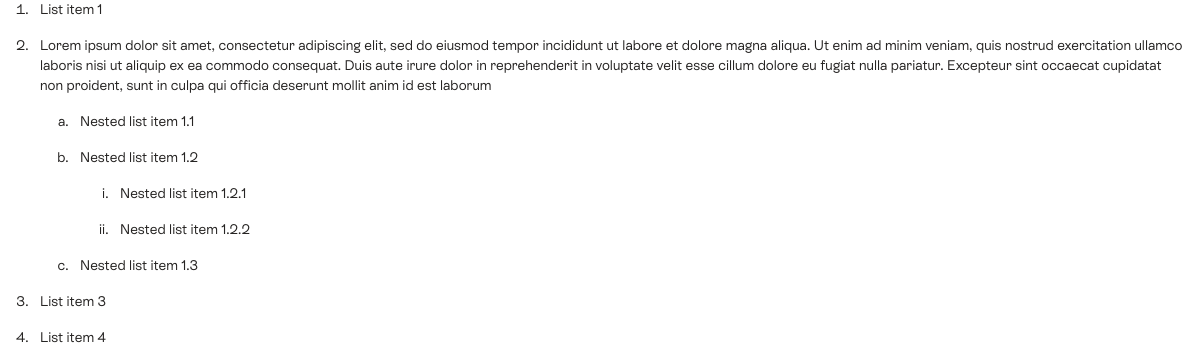 1. List item 1
2. Lorem ipsum dolor sit amet, consectetur adipiscing elit, sed do eiusmod tempor incididunt ut labore et dolore magna aliqua. Ut enim ad minim veniam, quis nostrud exercitation ullamco
laboris nisi ut aliquip ex ea commodo consequat. Duis aute irure dolor in reprehenderit in voluptate velit esse cillum dolore eu fugiat nulla pariatur. Excepteur sint occaecat cupidatat
non proident, sunt in culpa qui officia deserunt mollit anim id est laborum
a. Nested list item 1.1
b. Nested list item 1.2
i. Nested list item 1.2.1
ii. Nested list item 1.2.2
c. Nested list item 1.3
3. List item 3
4. List item 4